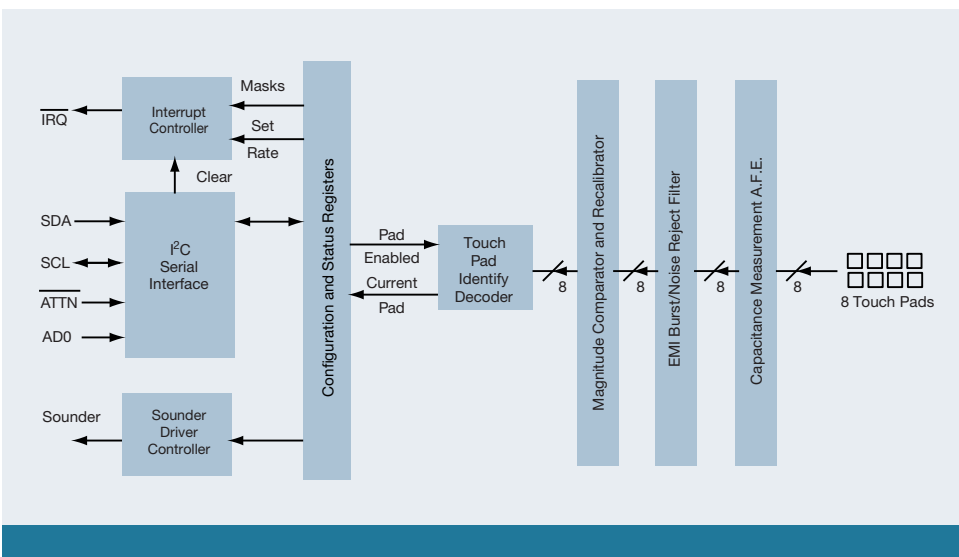 IRQ
Interrupt
Controller
Masks
Set
Rate
Clear
SDA
SCL
ATTN
AD0
I²C
Serial
Interface
Sounder
Sounder
Driver
Controller
Configuration and Status Registers
Pad
Enabled
Current
Pad
Touch
Pad
Identify
Decoder
8
Magnitude Comparator and Recalibrator
8
EMI Burst/Noise Reject Filter
8
Capacitance Measurement A.F.E.
8
8 Touch Pads